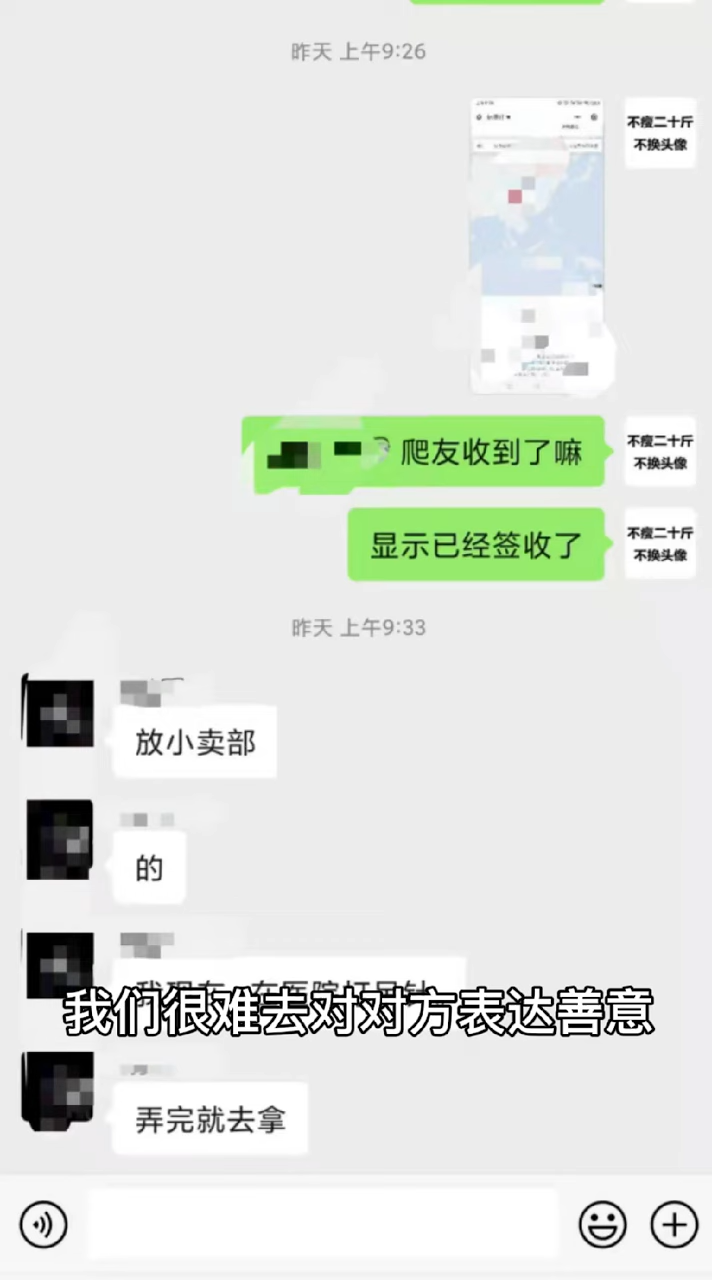 昨天 上午9:26
不瘦二十斤
不换头像
爬友收到了嘛
不瘦二十斤
不换头像
显示已经签收了
不瘦二十斤
不换头像
昨天 上午9:33
放小卖部
的
我们很难去对对方表达善意
弄完就去拿